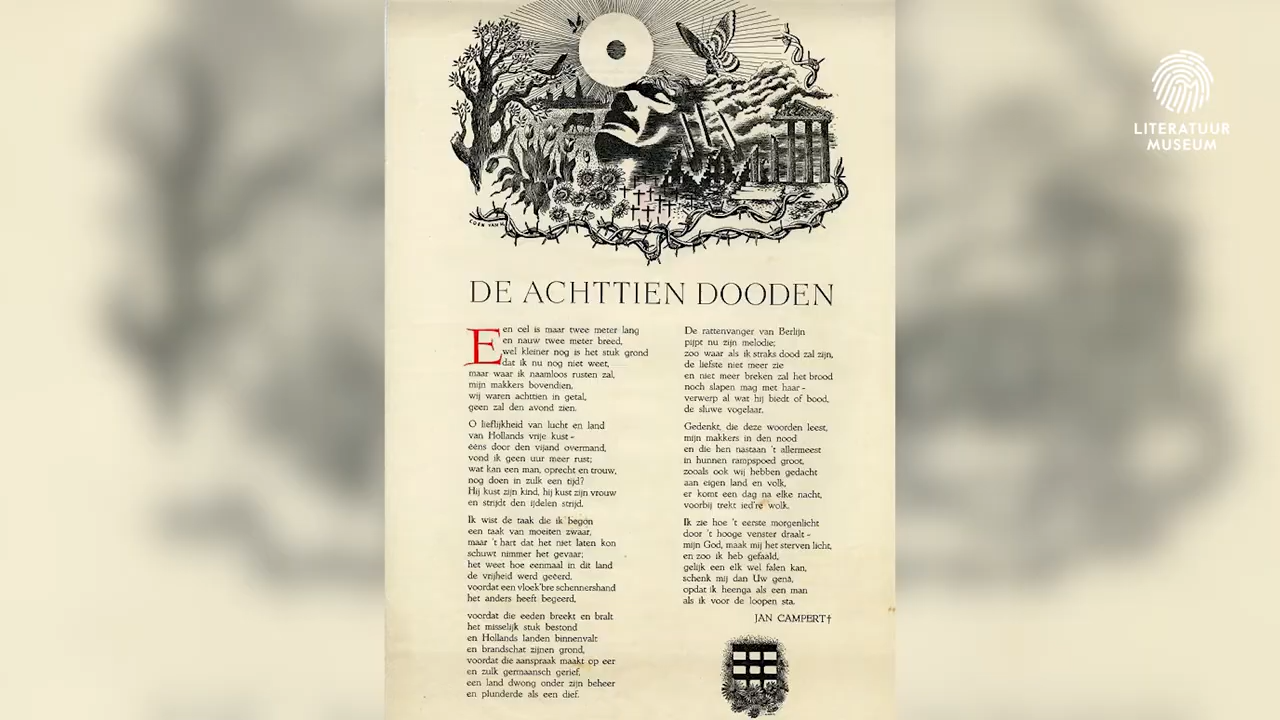 LITERATUUR
MUSEUM
DE ACHTTIEN DOODEN
Een cel is maar twee meter lang
en nauw twee meter breed,
wel kleiner nog is het stuk grond
dat ik nu nog niet weet,
maar waar ik naamloos rusten zal,
mijn makkers bovendien,
wij waren achttien in getal,
geen zal den avond zien.
O lieflijkheid van lucht en land
van Hollands vrije kust –
eens door den vijand overmand,
vond ik geen uur meer rust;
wat kan een man, oprecht en trouw,
nog doen in zulk een tijd?
Hij kust zijn kind, hij kust zijn vrouw
en strijdt den ijdelen strijd.
Ik wist de taak die ik begon
een taak van moeiten zwaar,
maar 't hart dat het niet laten kon
schuwt nimmer het gevaar;
het weet hoe eenmaal in dit land
de vrijheid werd geëerd,
voordat een vloek'bre schennershand
het anders heeft begeerd,
voordat die eeden breekt en bralt
het misselijk stuk bestond
en Hollands landen binnenvalt
en brandschat zijnen grond,
voordat die aanspraak maakt op eer
en zulk germaansch gerief,
een land dwong onder zijn beheer
en plunderde als een dief.
De rattenvanger van Berlijn
pijpt nu zijn melodie;
zoo waar als ik straks dood zal zijn,
de liefste niet meer zie
en niet meer breken zal het brood
noch slapen mag met haar –
verwerp al wat hij biedt of bood,
de sluwe vogelaar.
Gedenkt, die deze woorden leest,
mijn makkers in den nood
en die hen nastaan 't allermeest
in hunnen rampspoed groot,
zooals ook wij hebben gedacht
aan eigen land en volk,
er komt een dag na elke nacht,
voorbij trekt ied're wolk.
Ik zie hoe 't eerste morgenlicht
door 't hooge venster draalt –
mijn God, maak mij het sterven licht,
en zoo ik heb gefaald,
gelijk een elk wel falen kan,
schenk mij dan Uw genâ,
opdat ik heenga als een man
als ik voor de loopen sta.
JAN CAMPERT†